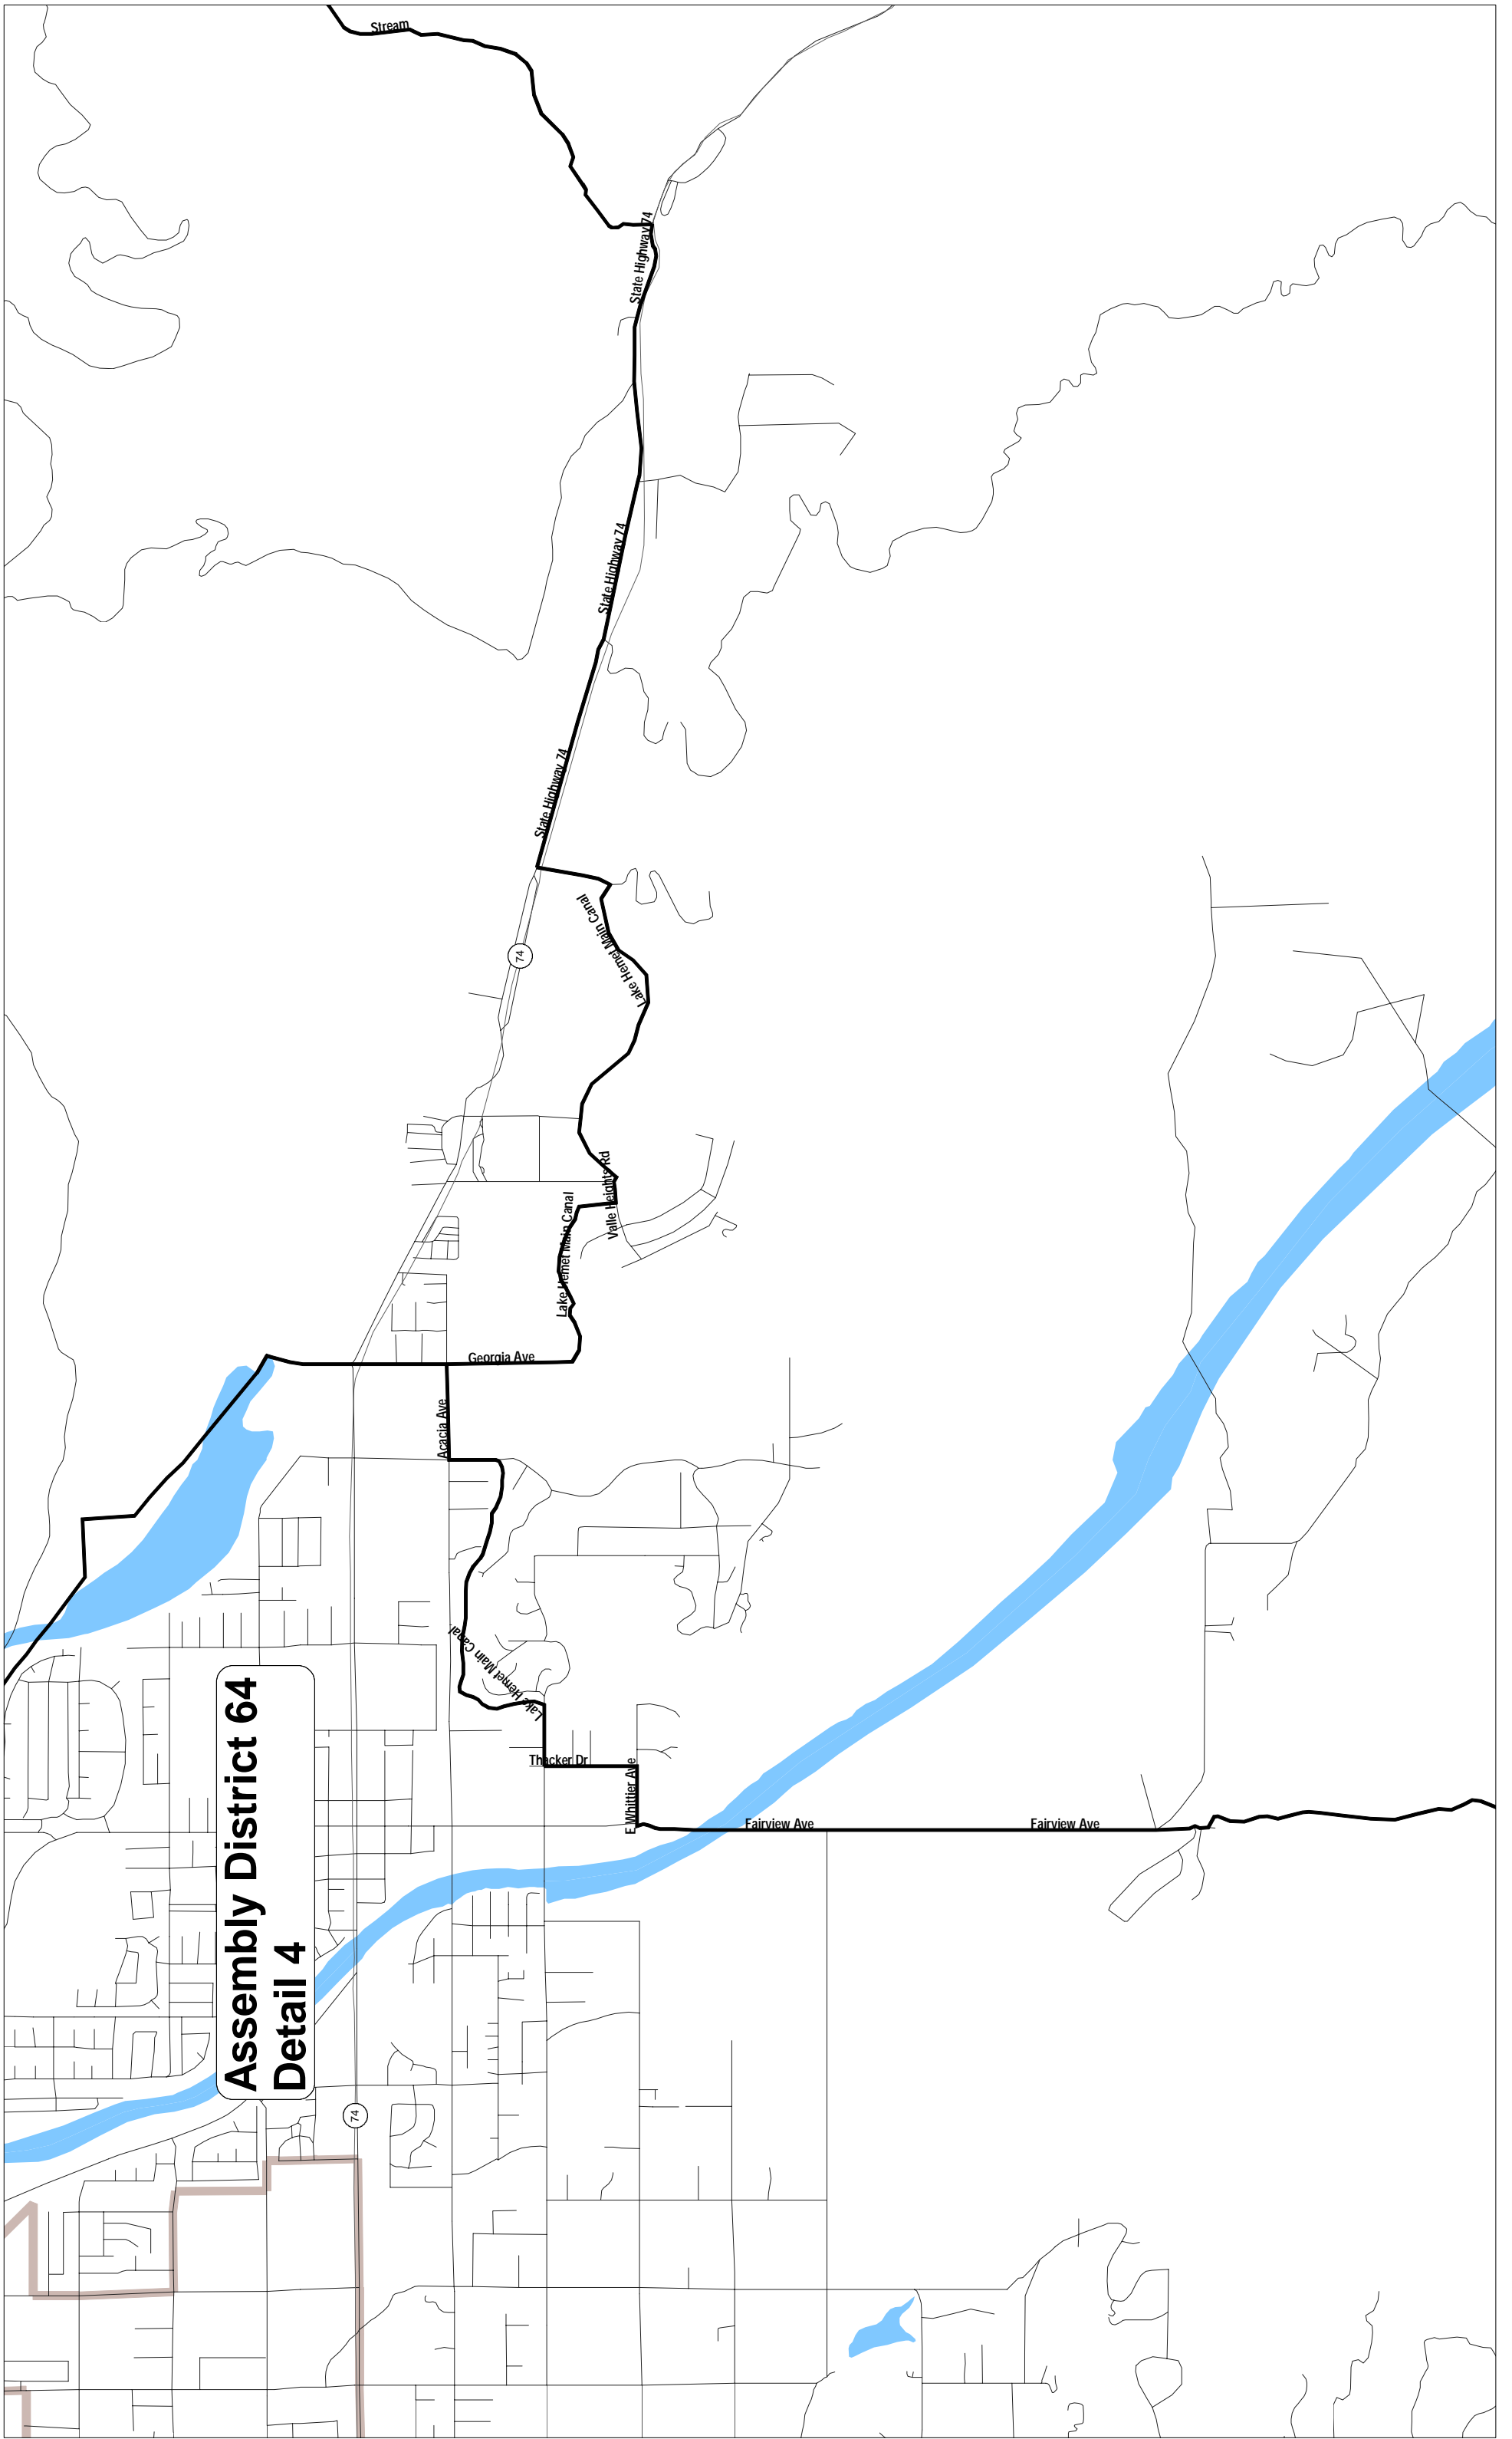 Assembly District 64
Detail 4
Stream
State Highway 74
State Highway 74
State Highway 74
74
Lake Hemet Main Canal
Valle Heights Rd
Lake Hemet Main Canal
Georgia Ave
Acacia Ave
Lake Hemet Main Canal
Thacker Dr
E Whittier Ave
Fairview Ave
Fairview Ave
74